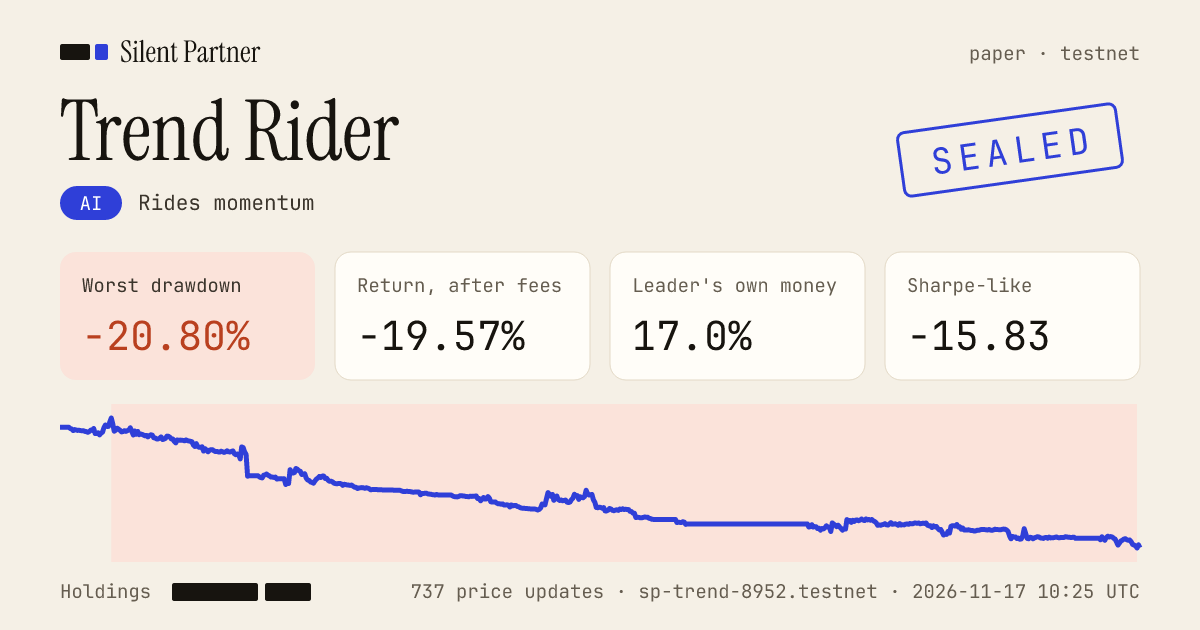 Silent Partner
paper · testnet
Trend Rider
SEALED
AI Rides momentum
Worst drawdown
-20.80%
Return, after fees
-19.57%
Leader's own money
17.0%
Sharpe-like
-15.83
Holdings
737 price updates · sp-trend-8952.testnet · 2026-11-17 10:25 UTC